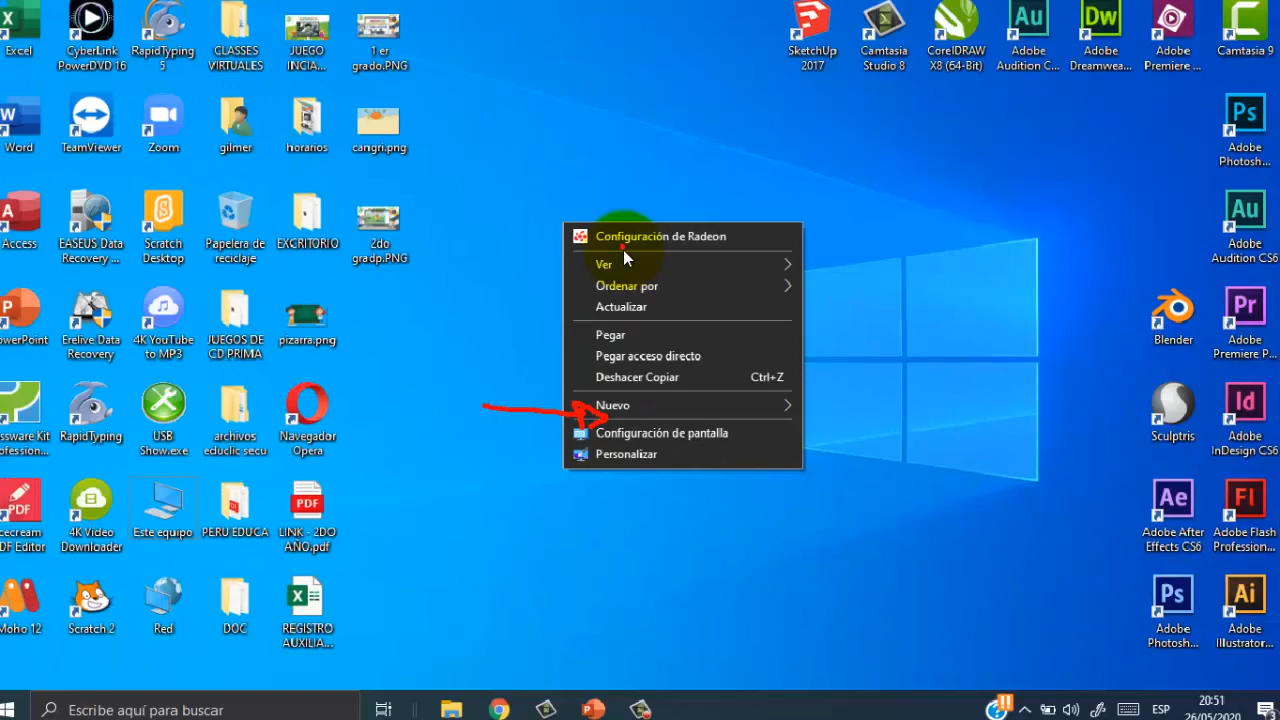 Excel
CyberLink
PowerDVD 16
RapidTyping
5
CLASSES
VIRTUALES
JUEGO
INCIA...
1 er
grado.PNG
SketchUp
2017
Camtasia
Studio 8
CorelDRAW
X8 (64-Bit)
Adobe
Audition C...
Adobe
Dreamwea...
Adobe
Premiere ...
Camtasia 9
Word
TeamViewer
Zoom
gilmer
horarios
cangri.png
Adobe
Photosh...
Access
EASEUS Data
Recovery ...
Scratch
Desktop
Papelera de
reciclaje
EXCRITORIO
2do
gradp.PNG
Adobe
Audition CS6
PowerPoint
Erelive Data
Recovery
4K YouTube
to MP3
JUEGOS DE
CD PRIMA
pizarra.png
Blender
Adobe
Premiere P...
ssware Kit
rofession...
RapidTyping
USB
Show.exe
archivos
educlic secu
Navegador
Opera
Sculptris
Adobe
InDesign CS6
cecream
DF Editor
4K Video
Downloader
Este equipo
PERU EDUCA
LINK - 2DO
AÑO.pdf
Adobe After
Effects CS6
Adobe Flash
Profession...
Moho 12
Scratch 2
Red
DOC
REGISTRO
AUXILIA...
Adobe
Photosh...
Adobe
Illustrator...
Configuración de Radeon
Ver
Ordenar por
Actualizar
Pegar
Pegar acceso directo
Deshacer Copiar Ctrl+Z
Nuevo
Configuración de pantalla
Personalizar
Escribe aquí para buscar
ESP
20:51
26/05/2020